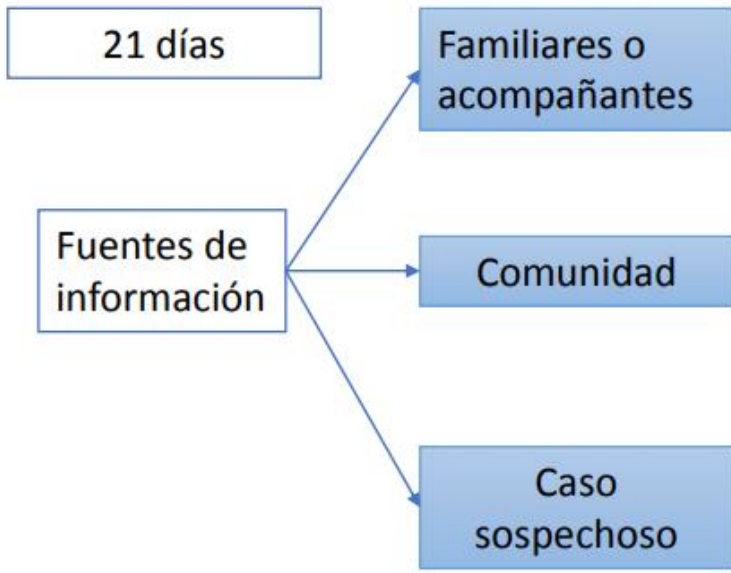 21 días
Familiares o
acompañantes
Fuentes de
información
Comunidad
Caso
sospechoso